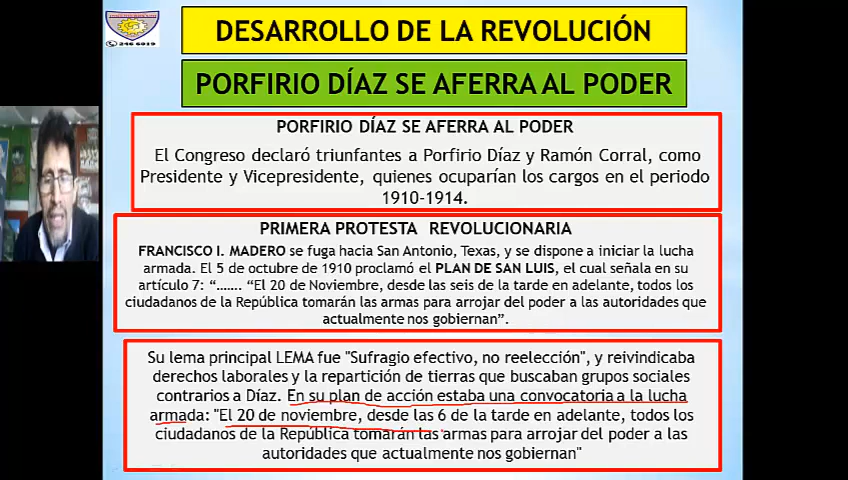 246 6019
DESARROLLO DE LA REVOLUCIÓN
PORFIRIO DÍAZ SE AFERRA AL PODER
PORFIRIO DÍAZ SE AFERRA AL PODER
El Congreso declaró triunfantes a Porfirio Díaz y Ramón Corral, como
Presidente y Vicepresidente, quienes ocuparían los cargos en el periodo
1910-1914.
PRIMERA PROTESTA REVOLUCIONARIA
FRANCISCO I. MADERO se fuga hacia San Antonio, Texas, y se dispone a iniciar la lucha
armada. El 5 de octubre de 1910 proclamó el PLAN DE SAN LUIS, el cual señala en su
artículo 7: “……. “El 20 de Noviembre, desde las seis de la tarde en adelante, todos los
ciudadanos de la República tomarán las armas para arrojar del poder a las autoridades que
actualmente nos gobiernan”.
Su lema principal LEMA fue "Sufragio efectivo, no reelección", y reivindicaba
derechos laborales y la repartición de tierras que buscaban grupos sociales
contrarios a Díaz. En su plan de acción estaba una convocatoria a la lucha
armada: "El 20 de noviembre, desde las 6 de la tarde en adelante, todos los
ciudadanos de la República tomarán las armas para arrojar del poder a las
autoridades que actualmente nos gobiernan"